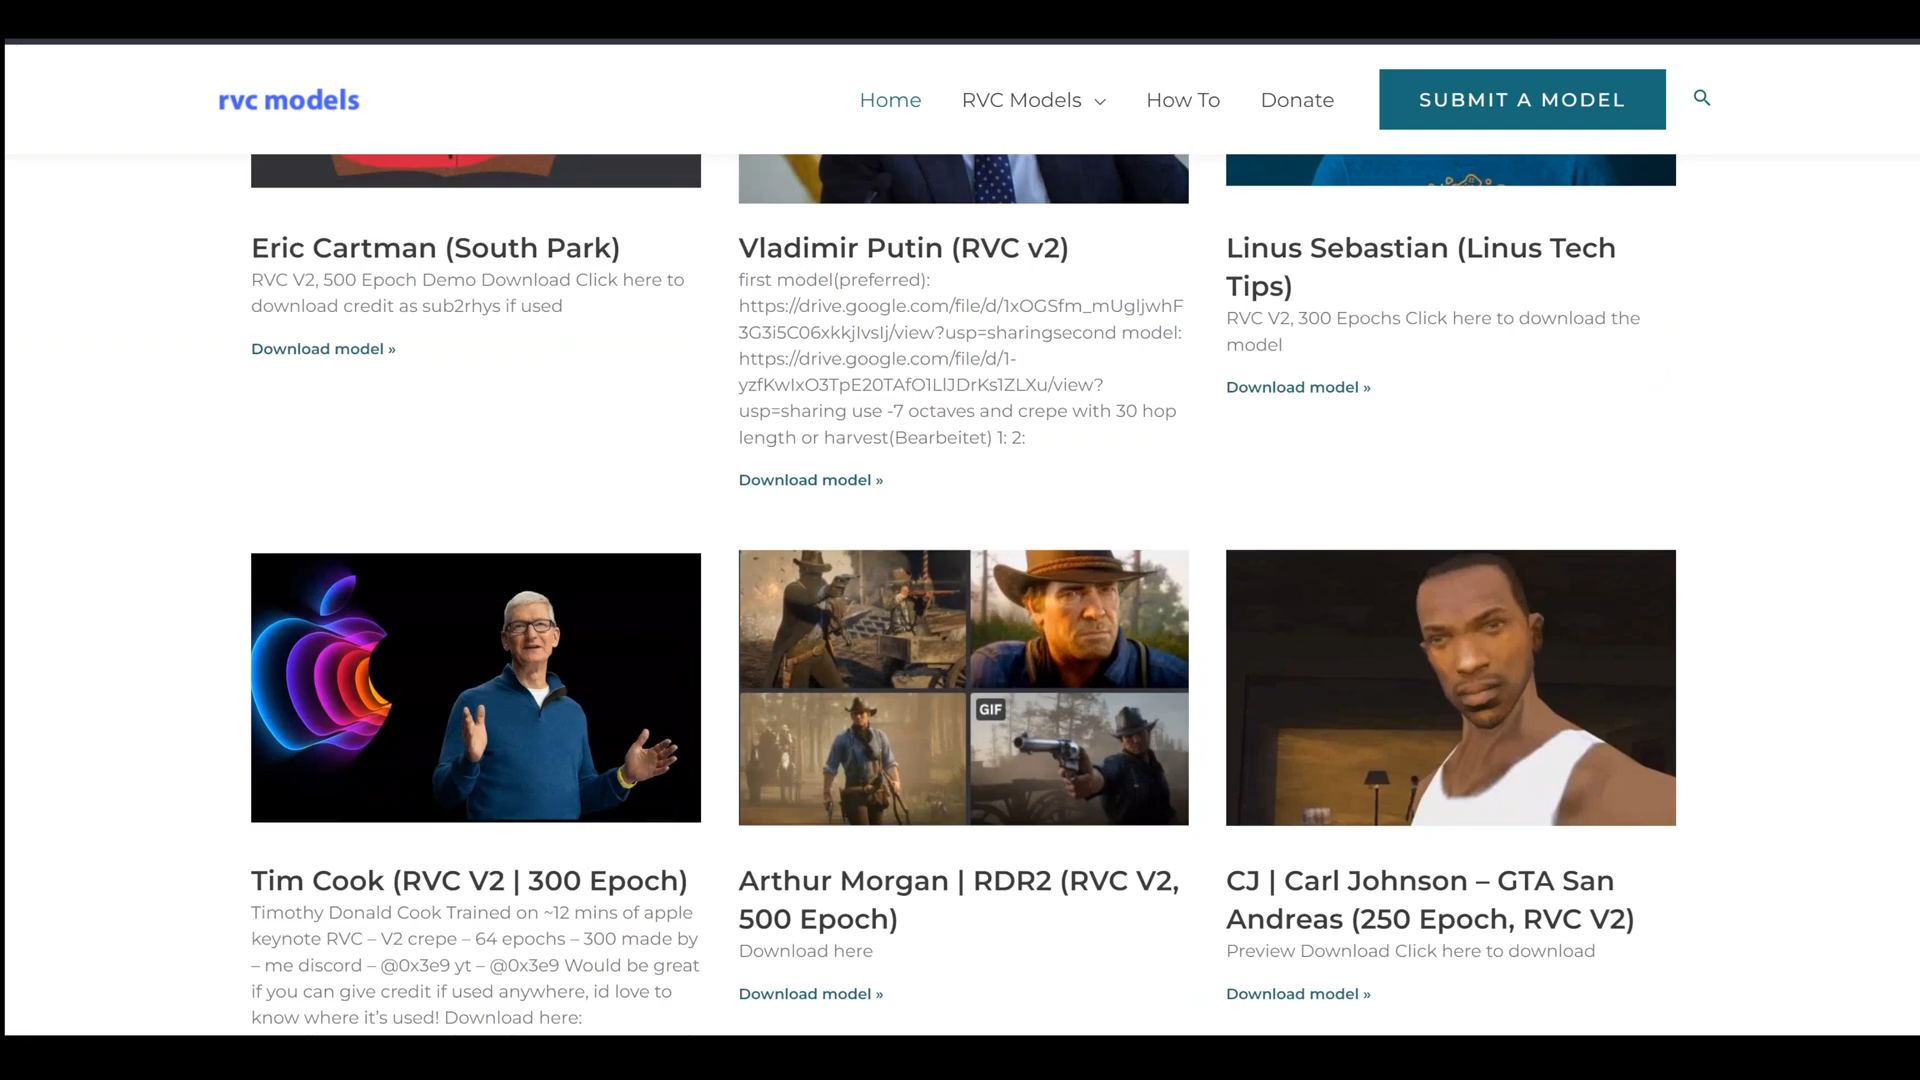 rvc models
Home
RVC Models
How To
Donate
SUBMIT A MODEL
Eric Cartman (South Park)
RVC V2, 500 Epoch Demo Download Click here to
download credit as sub2rhys if used
Download model »
Vladimir Putin (RVC v2)
first model(preferred):
https://drive.google.com/file/d/1xOGSfm_mUgIjwhF
3G3i5C06xkkjIvsIj/view?usp=sharingsecond model:
https://drive.google.com/file/d/1-
yzfKwIxO3TpE20TAfO1LlJDrKs1ZLXu/view?
usp=sharing use -7 octaves and crepe with 30 hop
length or harvest(Bearbeitet) 1: 2:
Download model »
Linus Sebastian (Linus Tech
Tips)
RVC V2, 300 Epochs Click here to download the
model
Download model »
GIF
Tim Cook (RVC V2 | 300 Epoch)
Timothy Donald Cook Trained on ~12 mins of apple
keynote RVC – V2 crepe – 64 epochs – 300 made by
– me discord – @0x3e9 yt – @0x3e9 Would be great
if you can give credit if used anywhere, id love to
know where it's used! Download here:
Arthur Morgan | RDR2 (RVC V2,
500 Epoch)
Download here
Download model »
CJ | Carl Johnson – GTA San
Andreas (250 Epoch, RVC V2)
Preview Download Click here to download
Download model »